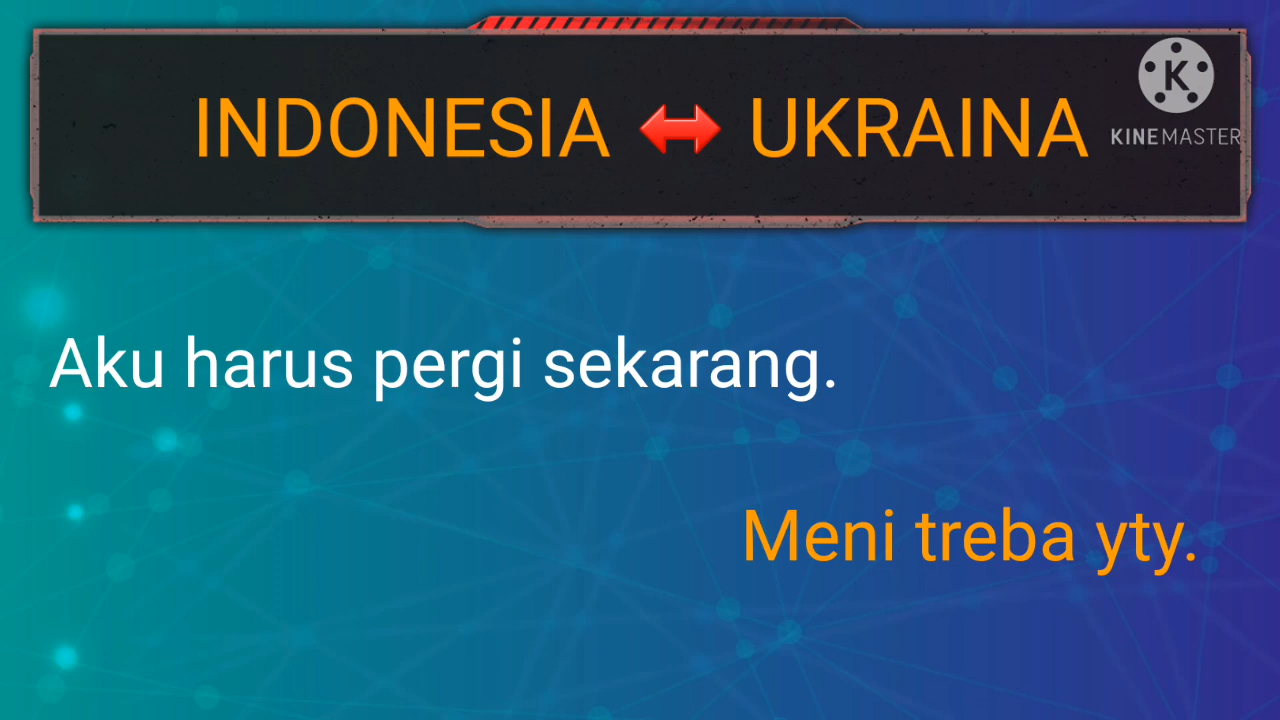 INDONESIA ↔ UKRAINA
K
KINEMASTER
Aku harus pergi sekarang.
Meni treba yty.